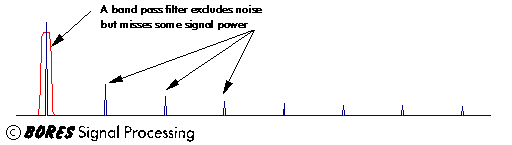 A band pass filter excludes noise
but misses some signal power
© BORES Signal Processing